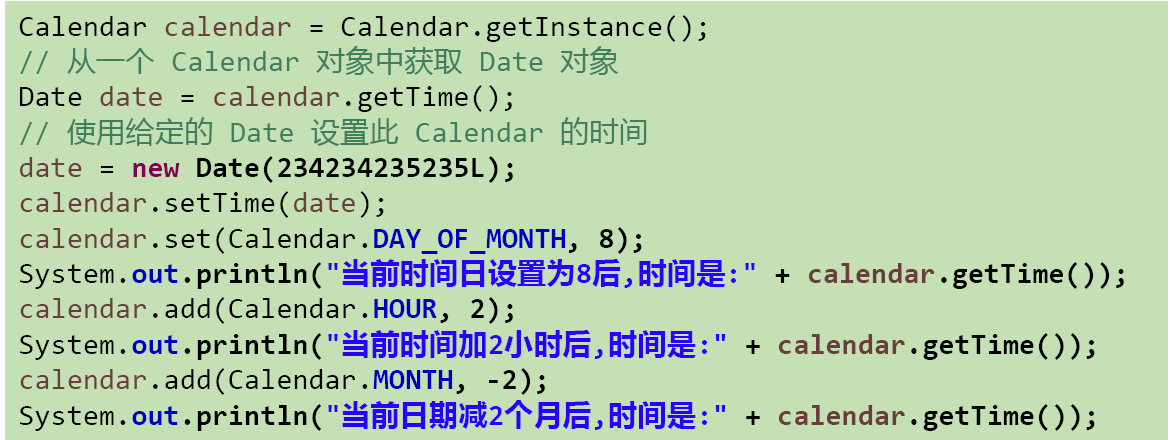 Calendar calendar = Calendar.getInstance();
// 从一个 Calendar 对象中获取 Date 对象
Date date = calendar.getTime();
// 使用给定的 Date 设置此 Calendar 的时间
date = new Date(234234235235L);
calendar.setTime(date);
calendar.set(Calendar.DAY_OF_MONTH, 8);
System.out.println("当前时间日设置为8后,时间是:" + calendar.getTime());
calendar.add(Calendar.HOUR, 2);
System.out.println("当前时间加2小时后,时间是:" + calendar.getTime());
calendar.add(Calendar.MONTH, -2);
System.out.println("当前日期减2个月后,时间是:" + calendar.getTime());